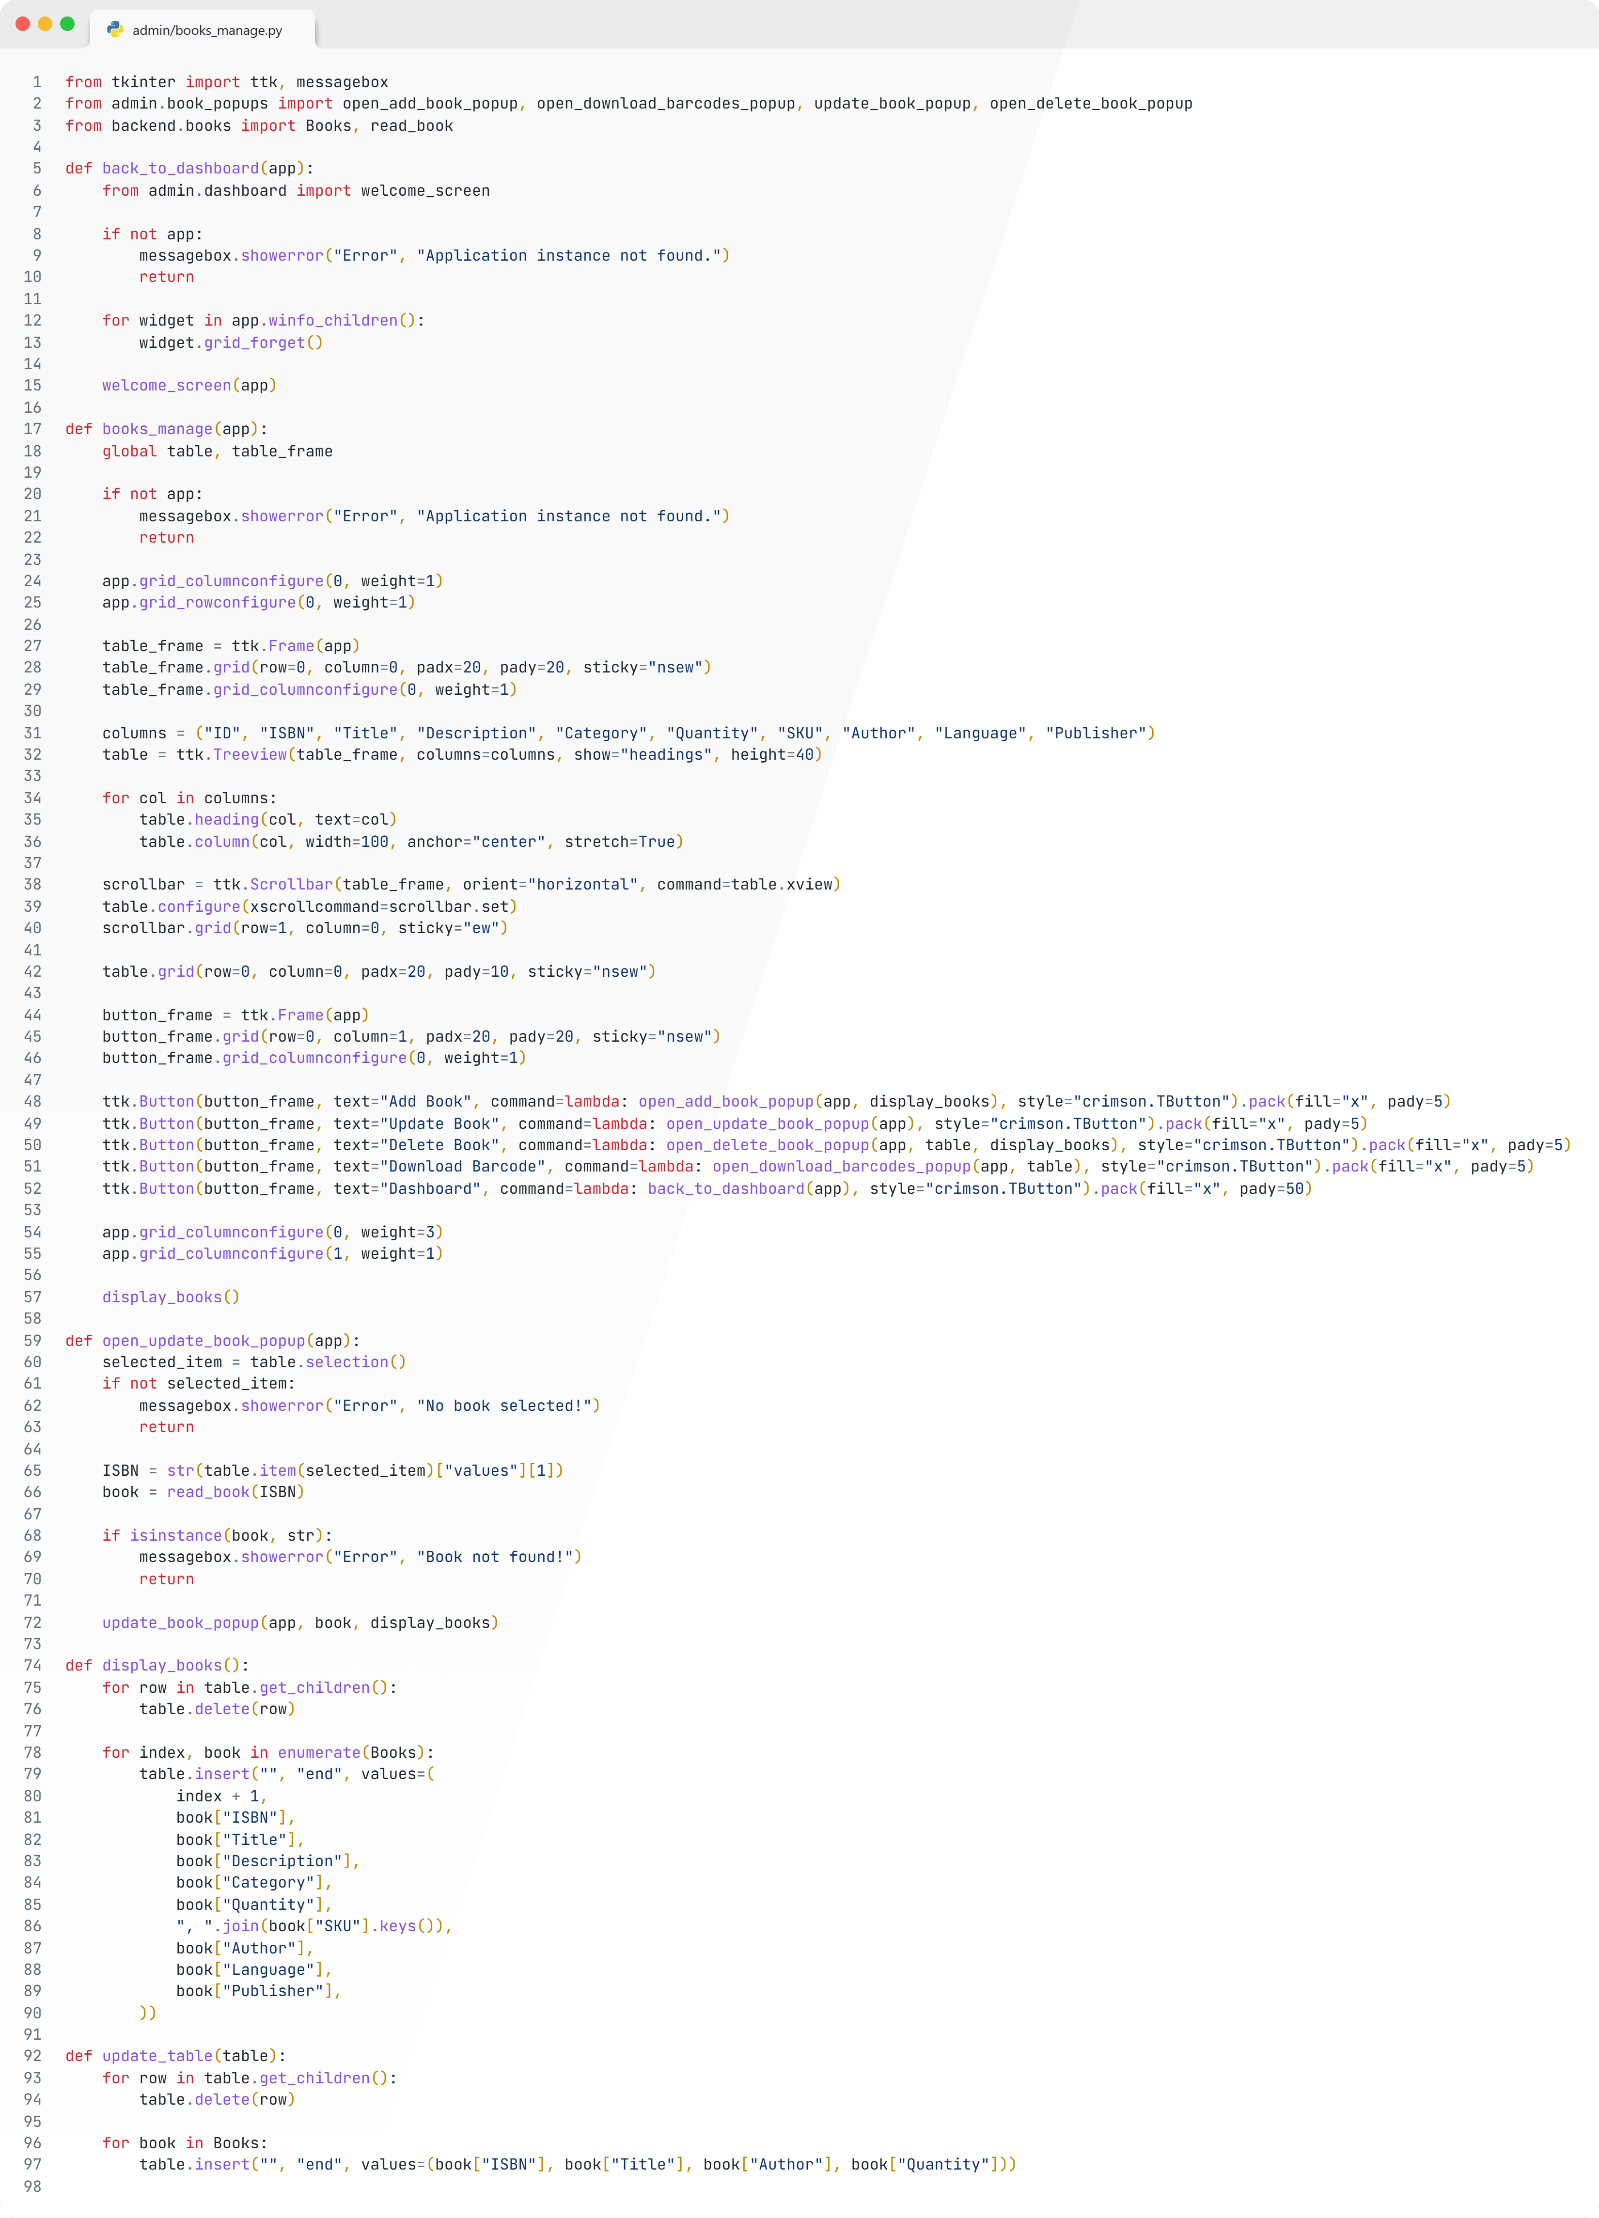 admin/books_manage.py
1 from tkinter import ttk, messagebox
2 from admin.book_popups import open_add_book_popup, open_download_barcodes_popup, update_book_popup, open_delete_book_popup
3 from backend.books import Books, read_book
4
5 def back_to_dashboard(app):
6     from admin.dashboard import welcome_screen
7
8     if not app:
9         messagebox.showerror("Error", "Application instance not found.")
10         return
11
12     for widget in app.winfo_children():
13         widget.grid_forget()
14
15     welcome_screen(app)
16
17 def books_manage(app):
18     global table, table_frame
19
20     if not app:
21         messagebox.showerror("Error", "Application instance not found.")
22         return
23
24     app.grid_columnconfigure(0, weight=1)
25     app.grid_rowconfigure(0, weight=1)
26
27     table_frame = ttk.Frame(app)
28     table_frame.grid(row=0, column=0, padx=20, pady=20, sticky="nsew")
29     table_frame.grid_columnconfigure(0, weight=1)
30
31     columns = ("ID", "ISBN", "Title", "Description", "Category", "Quantity", "SKU", "Author", "Language", "Publisher")
32     table = ttk.Treeview(table_frame, columns=columns, show="headings", height=40)
33
34     for col in columns:
35         table.heading(col, text=col)
36         table.column(col, width=100, anchor="center", stretch=True)
37
38     scrollbar = ttk.Scrollbar(table_frame, orient="horizontal", command=table.xview)
39     table.configure(xscrollcommand=scrollbar.set)
40     scrollbar.grid(row=1, column=0, sticky="ew")
41
42     table.grid(row=0, column=0, padx=20, pady=10, sticky="nsew")
43
44     button_frame = ttk.Frame(app)
45     button_frame.grid(row=0, column=1, padx=20, pady=20, sticky="nsew")
46     button_frame.grid_columnconfigure(0, weight=1)
47
48     ttk.Button(button_frame, text="Add Book", command=lambda: open_add_book_popup(app, display_books), style="crimson.TButton").pack(fill="x", pady=5)
49     ttk.Button(button_frame, text="Update Book", command=lambda: open_update_book_popup(app), style="crimson.TButton").pack(fill="x", pady=5)
50     ttk.Button(button_frame, text="Delete Book", command=lambda: open_delete_book_popup(app, table, display_books), style="crimson.TButton").pack(fill="x", pady=5)
51     ttk.Button(button_frame, text="Download Barcode", command=lambda: open_download_barcodes_popup(app, table), style="crimson.TButton").pack(fill="x", pady=5)
52     ttk.Button(button_frame, text="Dashboard", command=lambda: back_to_dashboard(app), style="crimson.TButton").pack(fill="x", pady=50)
53
54     app.grid_columnconfigure(0, weight=3)
55     app.grid_columnconfigure(1, weight=1)
56
57     display_books()
58
59 def open_update_book_popup(app):
60     selected_item = table.selection()
61     if not selected_item:
62         messagebox.showerror("Error", "No book selected!")
63         return
64
65     ISBN = str(table.item(selected_item)["values"][1])
66     book = read_book(ISBN)
67
68     if isinstance(book, str):
69         messagebox.showerror("Error", "Book not found!")
70         return
71
72     update_book_popup(app, book, display_books)
73
74 def display_books():
75     for row in table.get_children():
76         table.delete(row)
77
78     for index, book in enumerate(Books):
79         table.insert("", "end", values=(
80             index + 1,
81             book["ISBN"],
82             book["Title"],
83             book["Description"],
84             book["Category"],
85             book["Quantity"],
86             ", ".join(book["SKU"].keys()),
87             book["Author"],
88             book["Language"],
89             book["Publisher"],
90         ))
91
92 def update_table(table):
93     for row in table.get_children():
94         table.delete(row)
95
96     for book in Books:
97         table.insert("", "end", values=(book["ISBN"], book["Title"], book["Author"], book["Quantity"]))
98